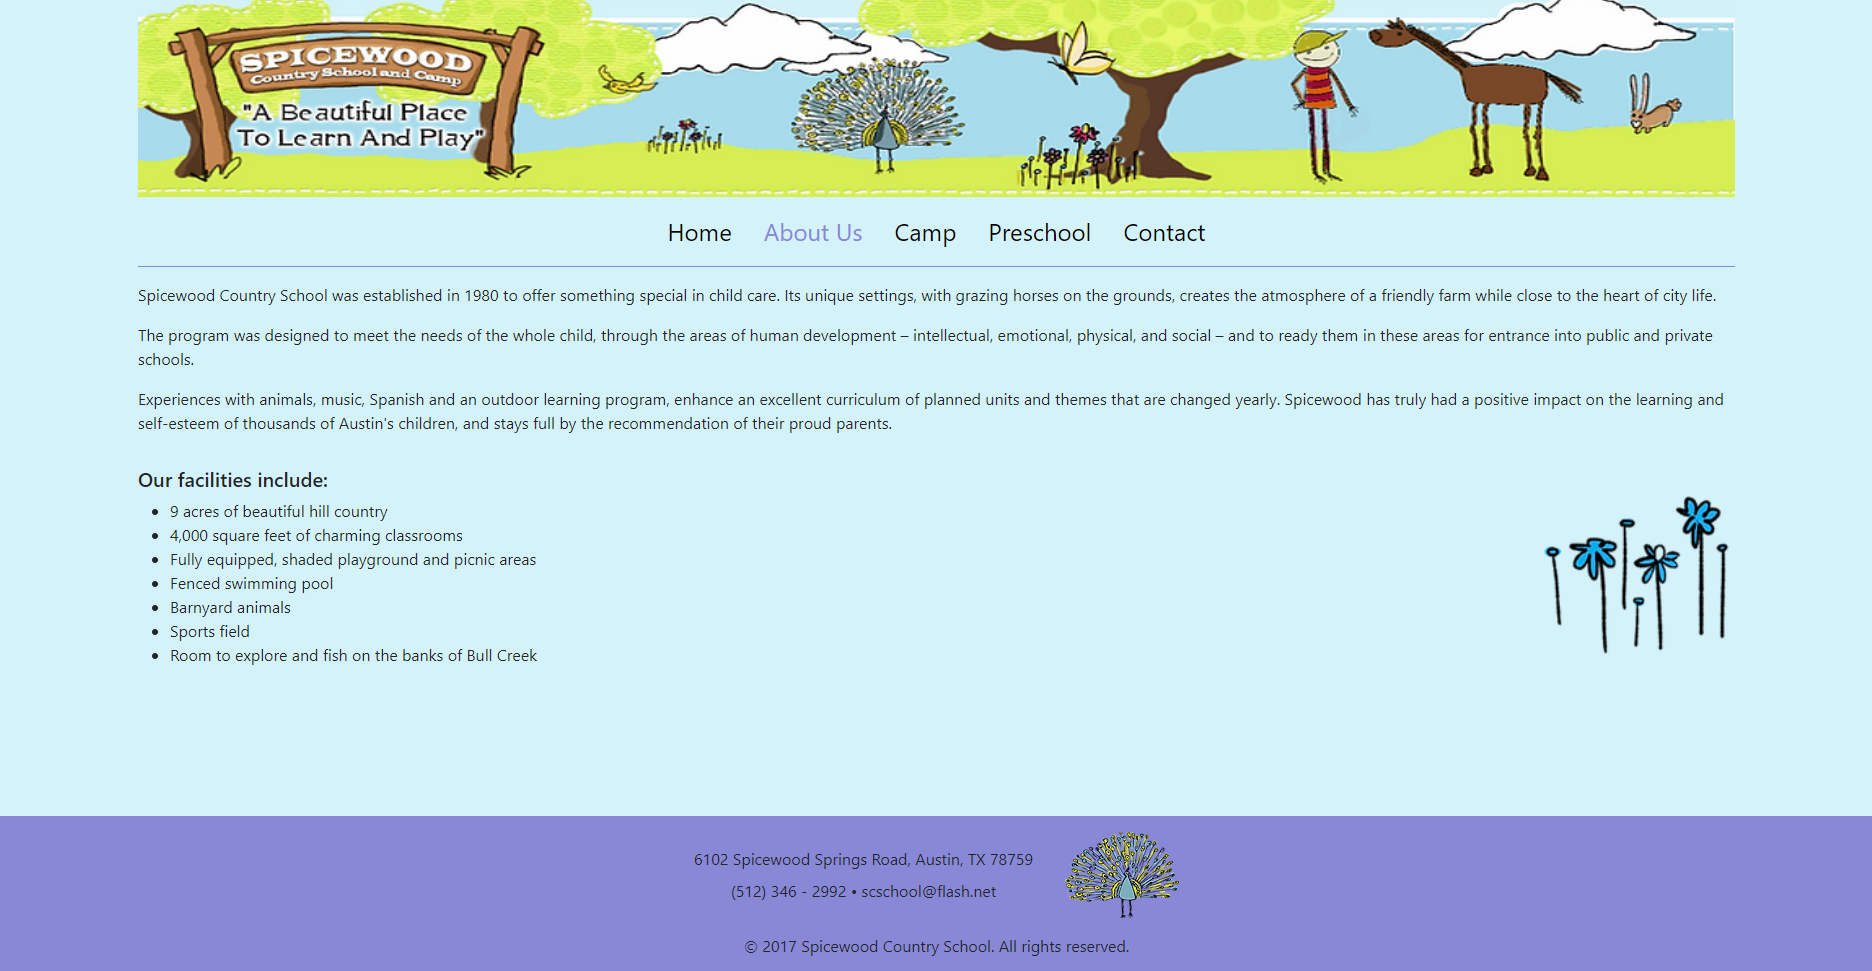 SPICEWOOD
Country School and Camp
"A Beautiful Place
To Learn And Play"
Home About Us Camp Preschool Contact
Spicewood Country School was established in 1980 to offer something special in child care. Its unique settings, with grazing horses on the grounds, creates the atmosphere of a friendly farm while close to the heart of city life.
The program was designed to meet the needs of the whole child, through the areas of human development – intellectual, emotional, physical, and social – and to ready them in these areas for entrance into public and private
schools.
Experiences with animals, music, Spanish and an outdoor learning program, enhance an excellent curriculum of planned units and themes that are changed yearly. Spicewood has truly had a positive impact on the learning and
self-esteem of thousands of Austin's children, and stays full by the recommendation of their proud parents.
Our facilities include:
• 9 acres of beautiful hill country
• 4,000 square feet of charming classrooms
• Fully equipped, shaded playground and picnic areas
• Fenced swimming pool
• Barnyard animals
• Sports field
• Room to explore and fish on the banks of Bull Creek
6102 Spicewood Springs Road, Austin, TX 78759
(512) 346 - 2992 • scschool@flash.net
© 2017 Spicewood Country School. All rights reserved.